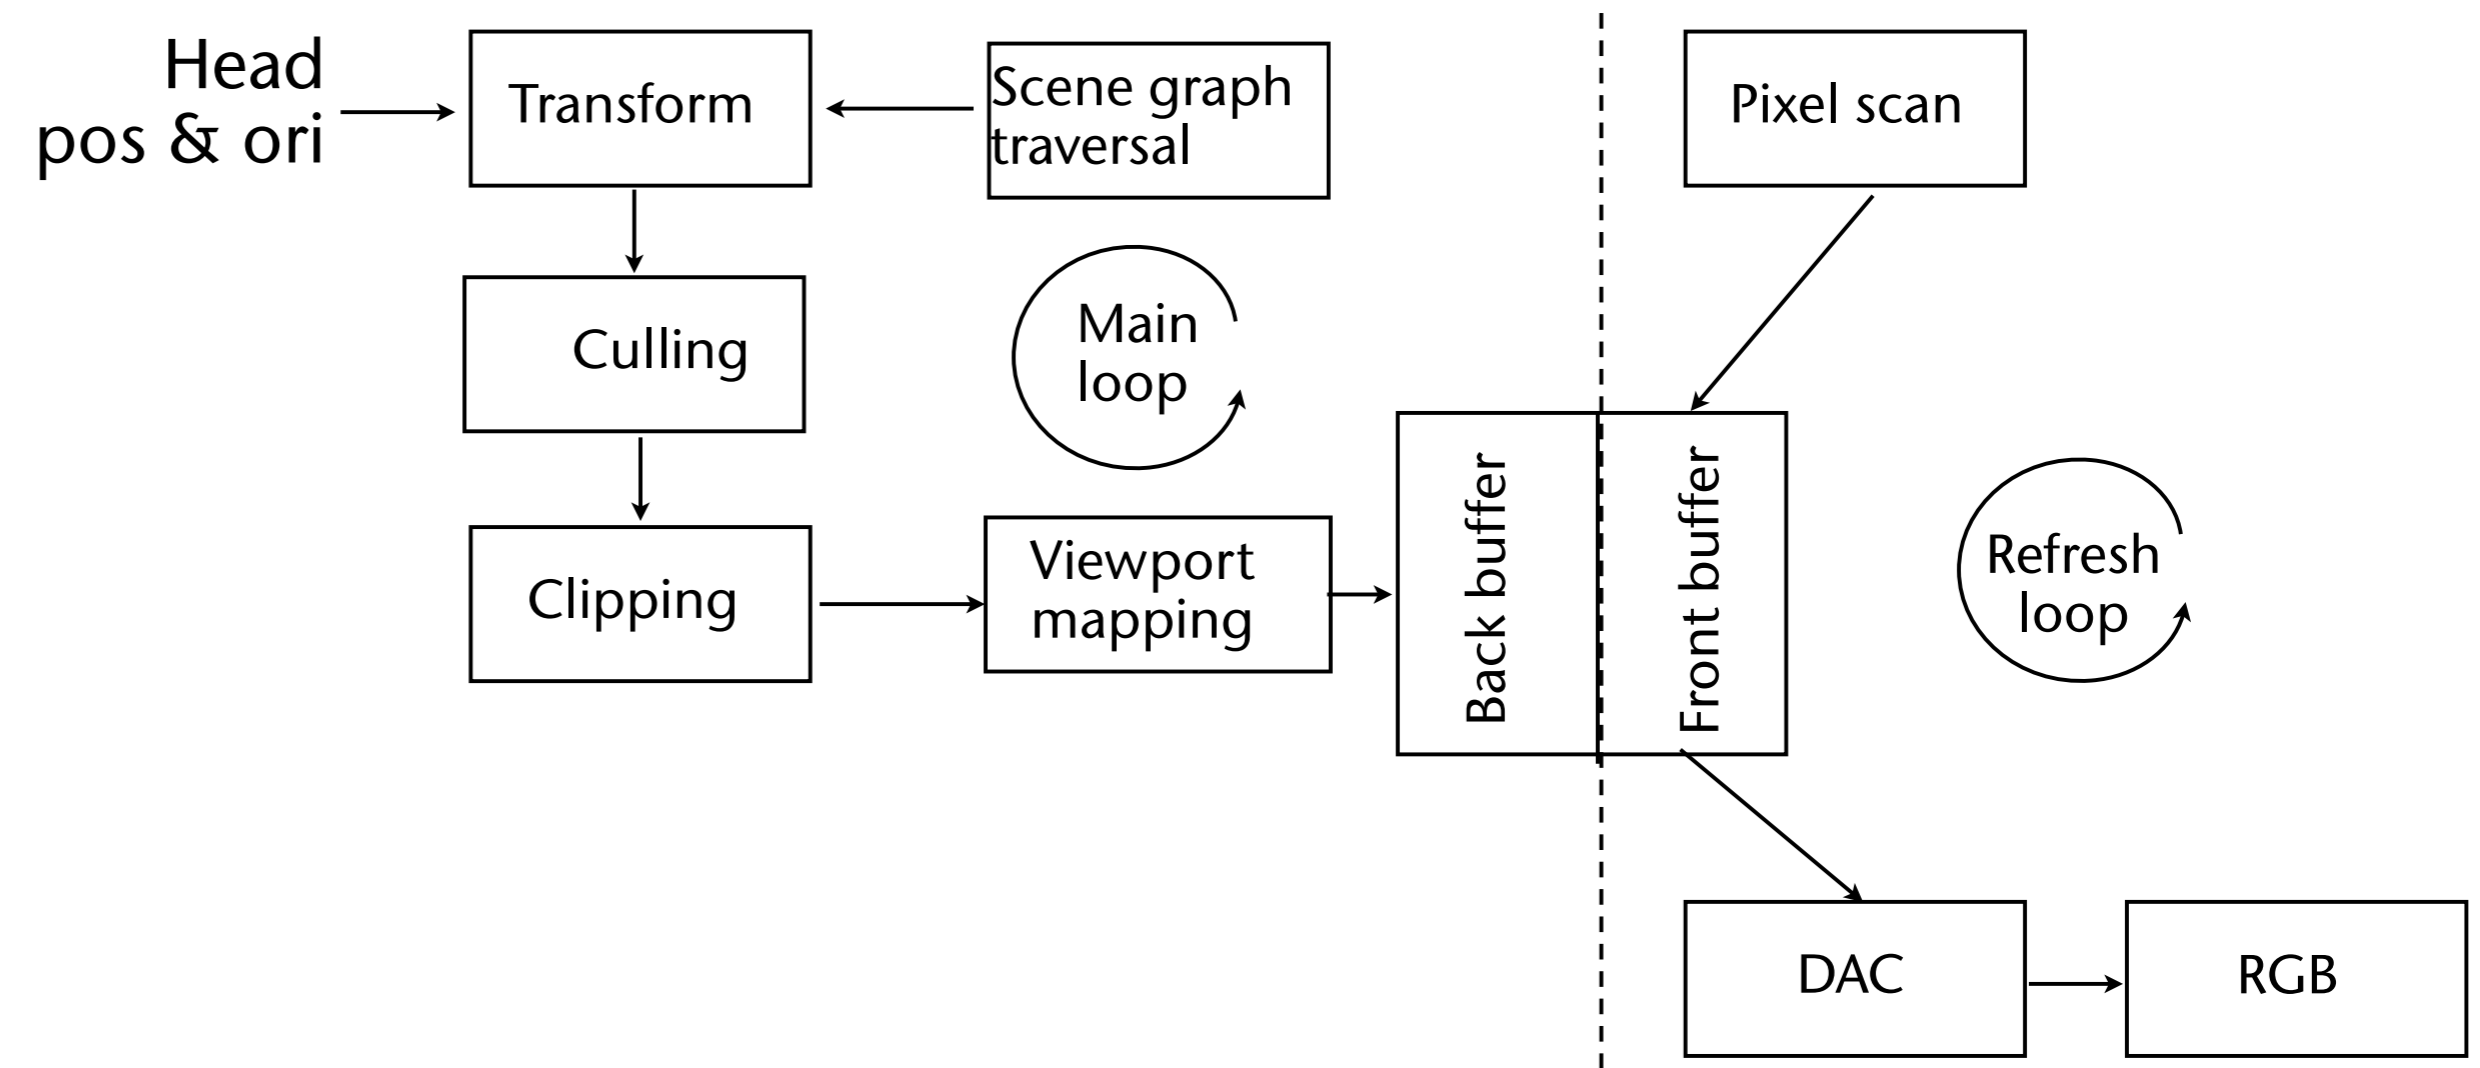 Head
pos & ori
Transform
Scene graph
traversal
Pixel scan
Culling
Main
loop
Clipping
Viewport
mapping
Back buffer
Front buffer
Refresh
loop
DAC
RGB